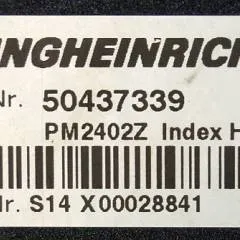 NGHEINRICH
Nr. 50437339
PM2402Z Index H
Nr. S14 X00028841